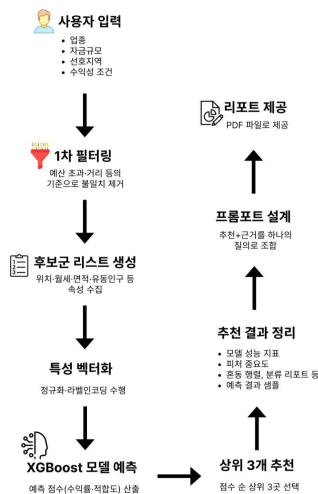 사용자 입력
• 업종
• 자금규모
• 선호지역
• 수익성 조건
1차 필터링
예산 초과·거리 등의
기준으로 불일치 제거
후보군 리스트 생성
위치·월세·면적·유동인구 등
속성 수집
특성 벡터화
정규화·라벨인코딩 수행
XGBoost 모델 예측
예측 점수(수익률·적합도) 산출
상위 3개 추천
점수 순 상위 3곳 선택
추천 결과 정리
• 모델 성능 지표
• 피처 중요도
• 혼동 행렬, 분류 리포트 등
• 예측 결과 샘플
프롬포트 설계
추천+근거를 하나의
질의로 조합
리포트 제공
PDF 파일로 제공